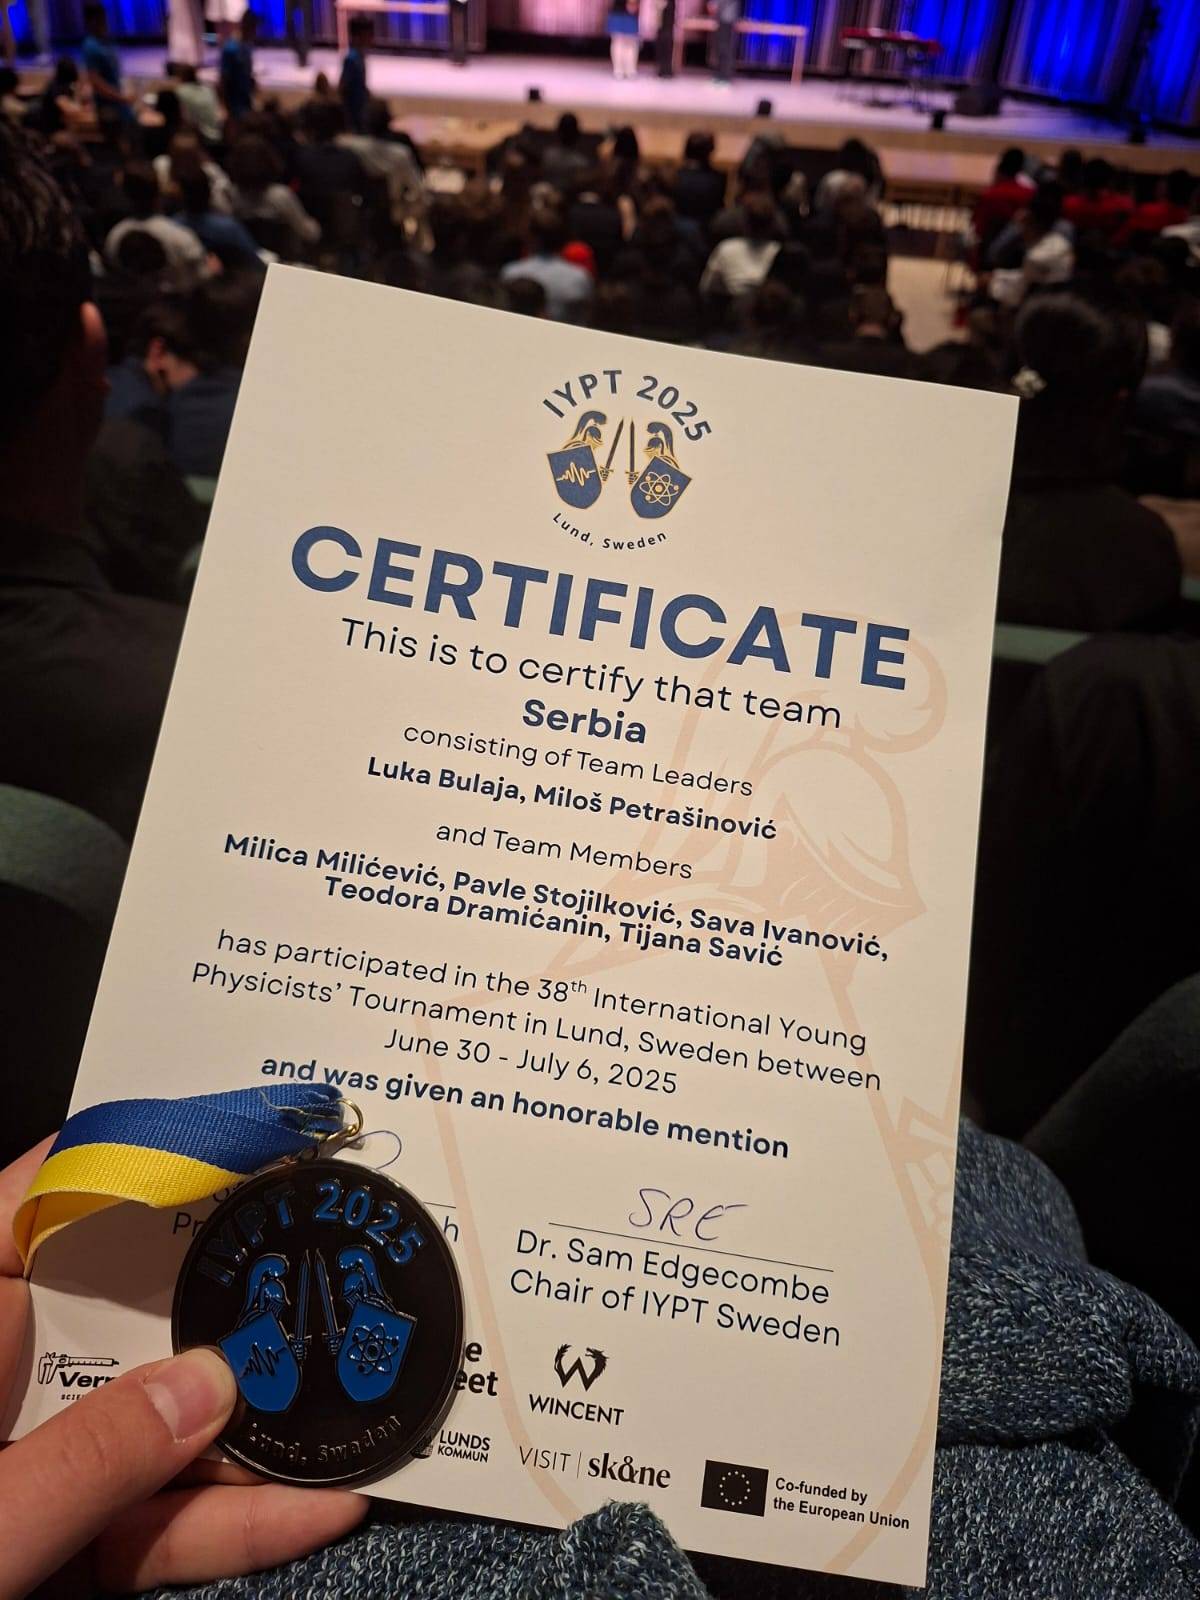 IYPT 2025
Lund, Sweden
CERTIFICATE
This is to certify that team
Serbia
consisting of Team Leaders
Luka Bulaja, Miloš Petrašinović
and Team Members
Milica Milićević, Pavle Stojilković, Sava Ivanović,
Teodora Dramićanin, Tijana Savić
has participated in the 38th International Young
Physicists' Tournament in Lund, Sweden between
June 30 - July 6, 2025
and was given an honorable mention
SRE
Dr. Sam Edgecombe
Chair of IYPT Sweden
IYPT 2025
Lund, Sweden
WINCENT
LUNDS
KOMMUN
VISIT | skåne
Co-funded by
the European Union